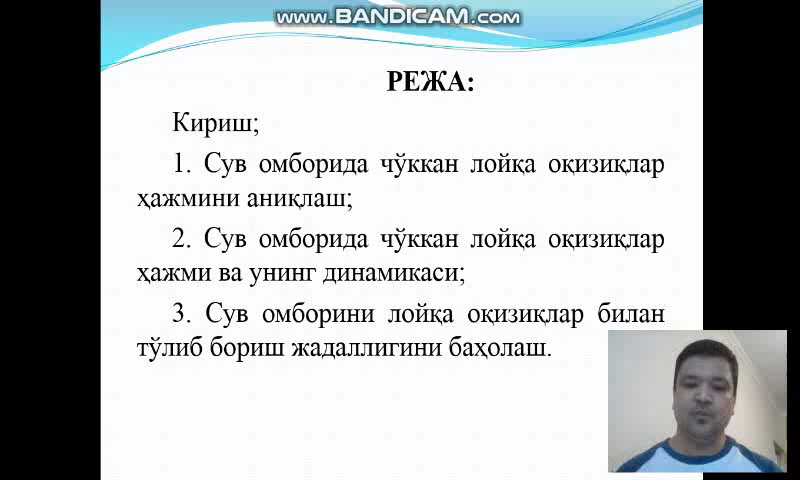 www.BANDICAM.com
РЕЖА:
Кириш;
1. Сув омборида чўккан лойқа оқизиқлар
ҳажмини аниқлаш;
2. Сув омборида чўккан лойқа оқизиқлар
ҳажми ва унинг динамикаси;
3. Сув омборини лойқа оқизиқлар билан
тўлиб бориш жадаллигини баҳолаш.